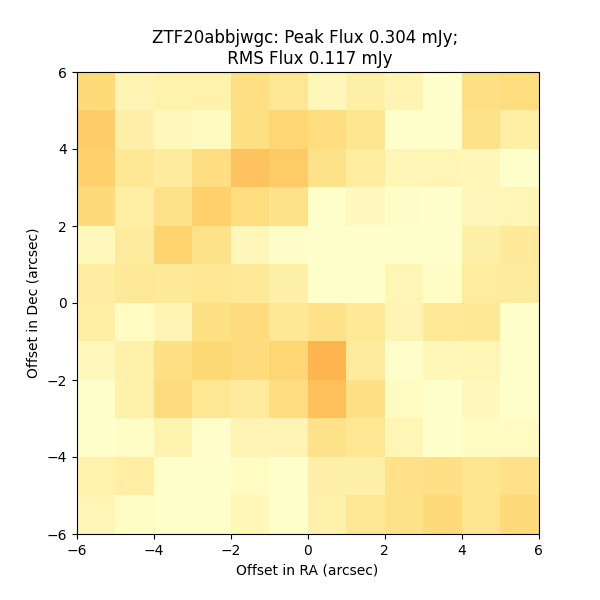 ZTF20abbjwgc: Peak Flux 0.304 mJy;
RMS Flux 0.117 mJy
6
4
2
0
−2
−4
−6
Offset in Dec (arcsec)
−6 −4 −2 0 2 4 6
Offset in RA (arcsec)